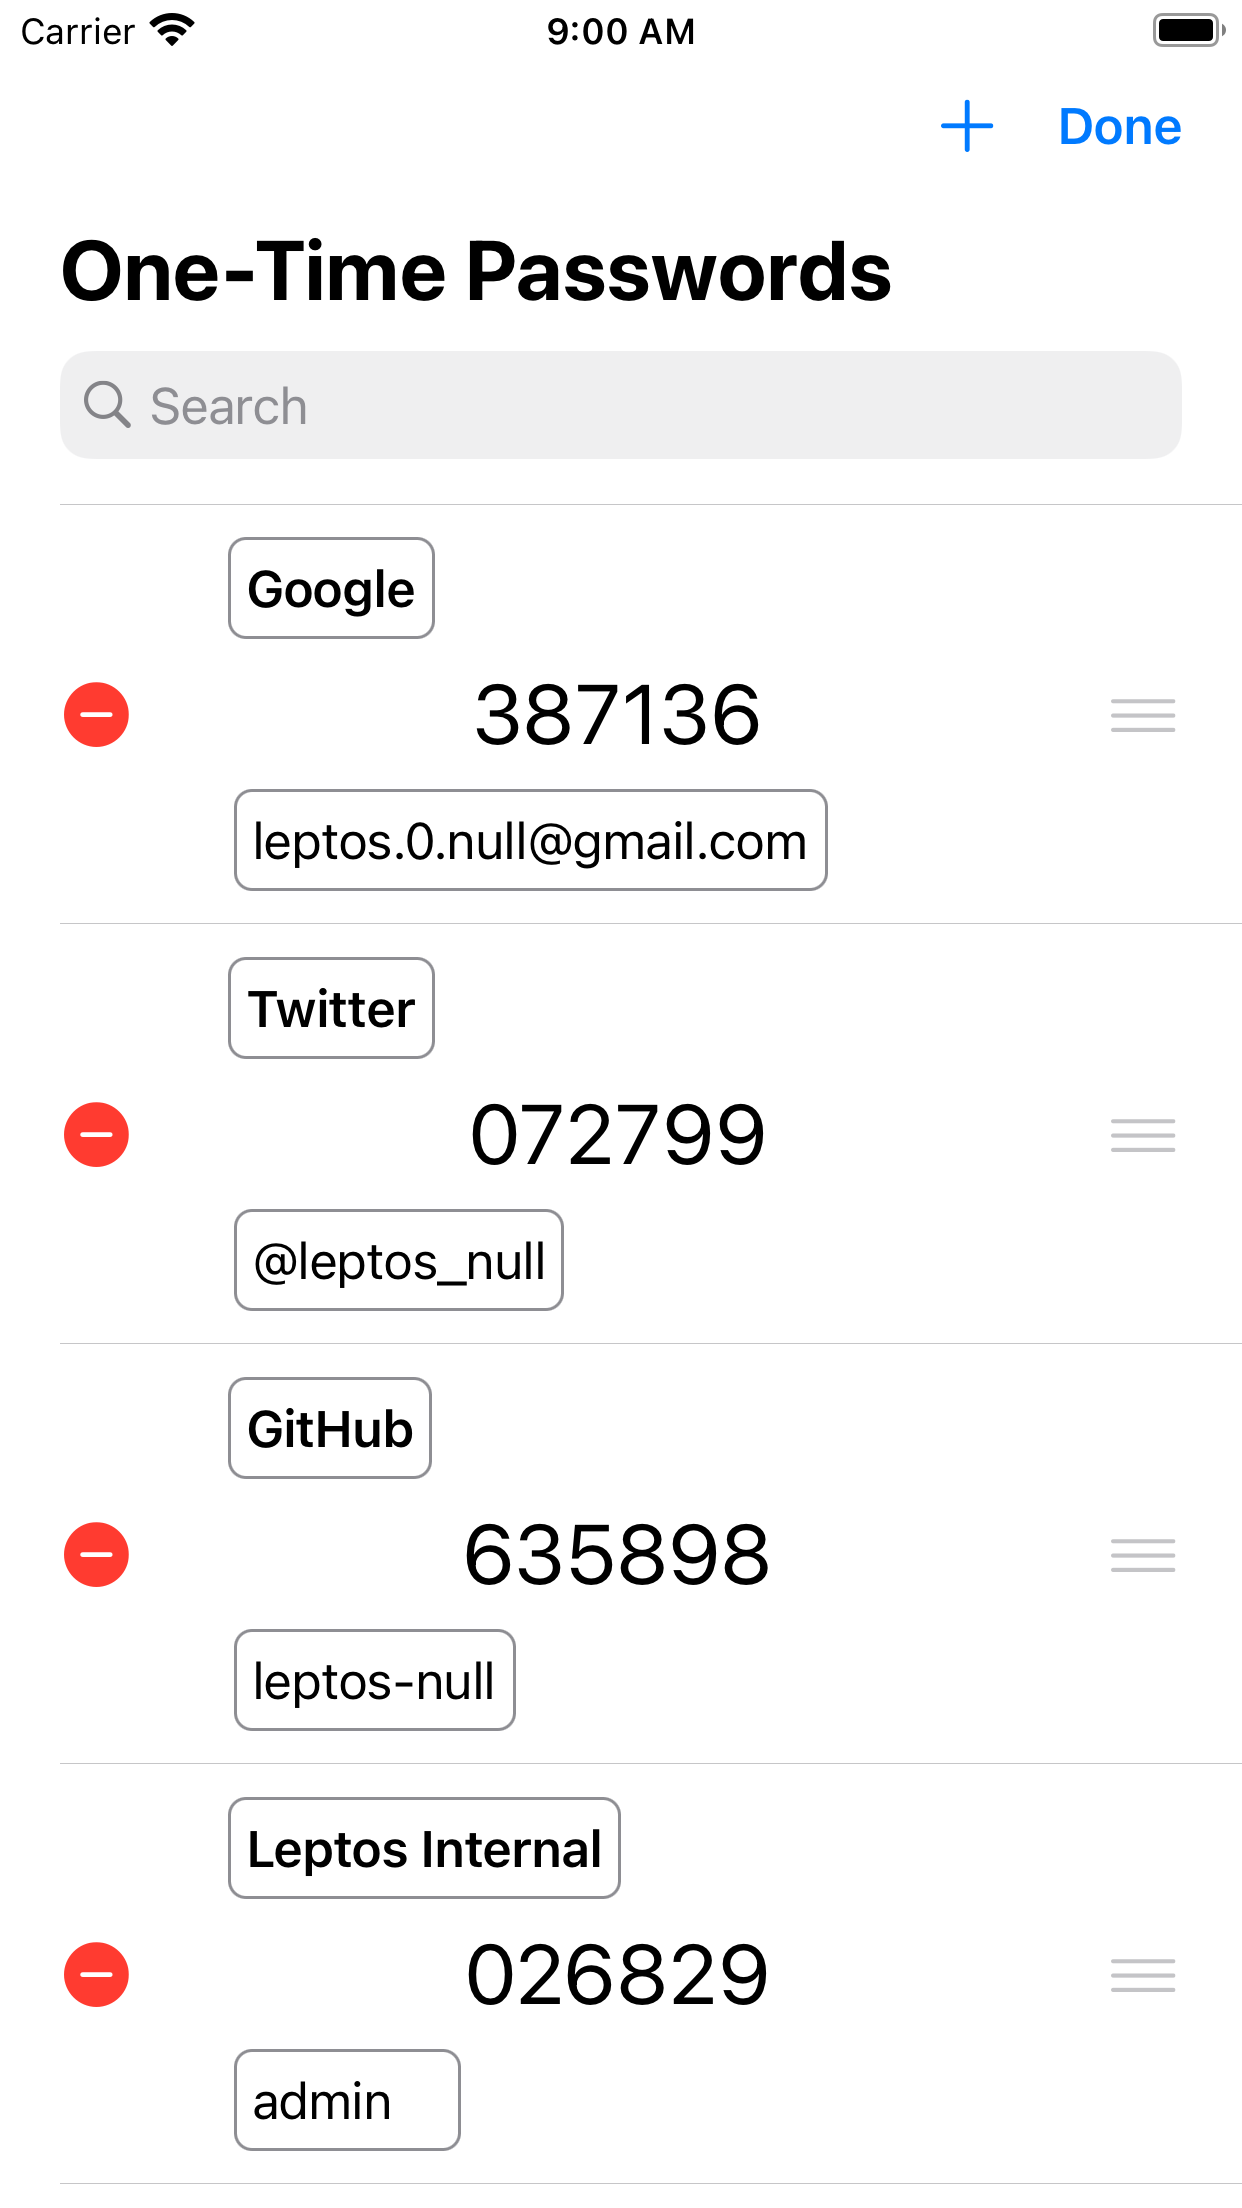 Carrier 9:00 AM
Done
One-Time Passwords
Search
Google
387136
leptos.0.null@gmail.com
Twitter
072799
@leptos_null
GitHub
635898
leptos-null
Leptos Internal
026829
admin